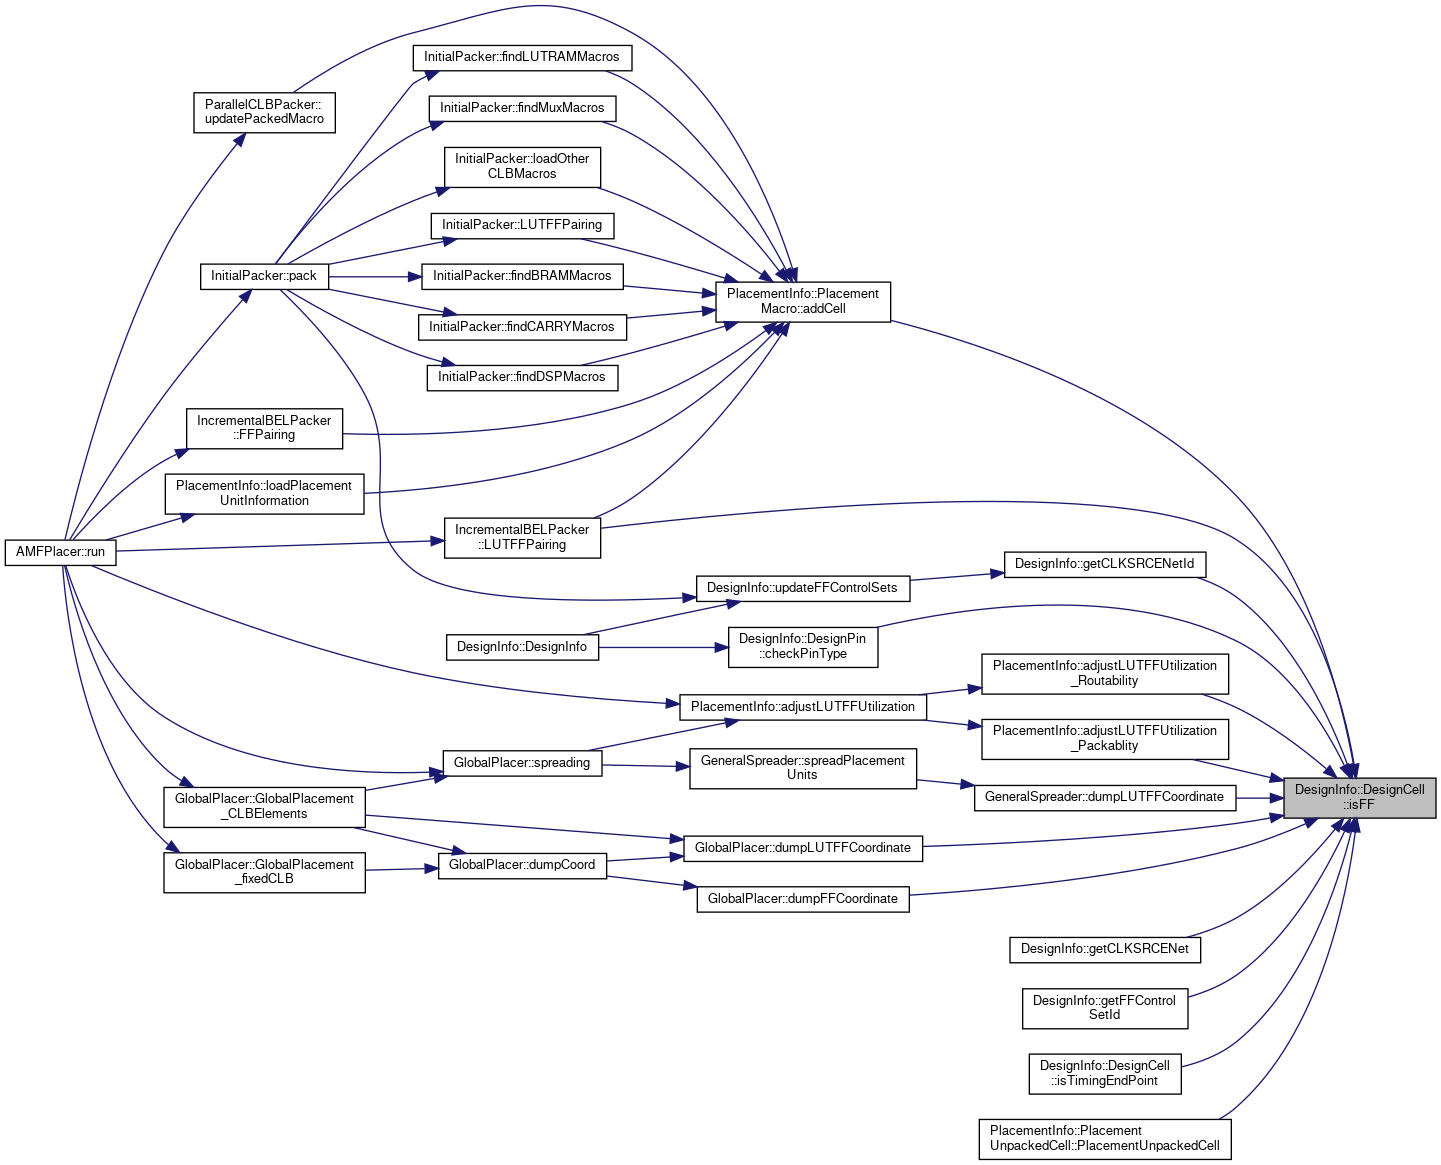 InitialPacker::findLUTRAMMacros
ParallelCLBPacker::
updatePackedMacro
InitialPacker::findMuxMacros
InitialPacker::loadOther
CLBMacros
InitialPacker::LUTFFPairing
InitialPacker::pack
InitialPacker::findBRAMMacros
PlacementInfo::Placement
Macro::addCell
InitialPacker::findCARRYMacros
InitialPacker::findDSPMacros
IncrementalBELPacker
::FFPairing
PlacementInfo::loadPlacement
UnitInformation
IncrementalBELPacker
::LUTFFPairing
AMFPlacer::run
DesignInfo::getCLKSRCENetId
DesignInfo::updateFFControlSets
DesignInfo::DesignInfo
DesignInfo::DesignPin
::checkPinType
PlacementInfo::adjustLUTFFUtilization
_Routability
PlacementInfo::adjustLUTFFUtilization
PlacementInfo::adjustLUTFFUtilization
_Packablity
GlobalPlacer::spreading
GeneralSpreader::spreadPlacement
Units
GeneralSpreader::dumpLUTFFCoordinate
DesignInfo::DesignCell
::isFF
GlobalPlacer::GlobalPlacement
_CLBElements
GlobalPlacer::dumpLUTFFCoordinate
GlobalPlacer::GlobalPlacement
_fixedCLB
GlobalPlacer::dumpCoord
GlobalPlacer::dumpFFCoordinate
DesignInfo::getCLKSRCENet
DesignInfo::getFFControl
SetId
DesignInfo::DesignCell
::isTimingEndPoint
PlacementInfo::Placement
UnpackedCell::PlacementUnpackedCell